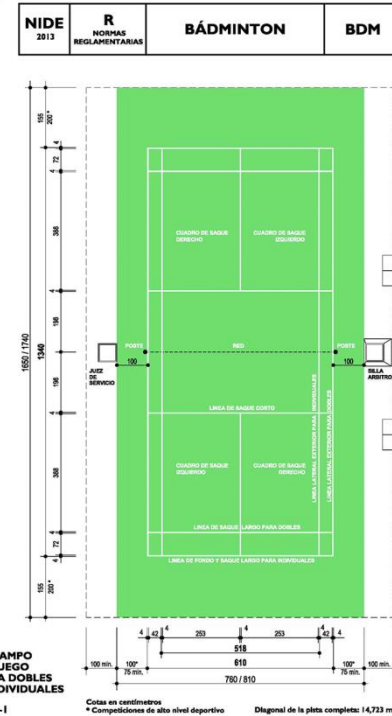 NIDE
2013
R
NORMAS
REGLAMENTARIAS
BÁDMINTON
BDM
155
200*
4
72
4
388
4
198
1650 / 1740
1340
198
4
388
4
72
4
155
200*
CUADRO DE SAQUE
DERECHO
CUADRO DE SAQUE
IZQUIERDO
POSTE
RED
POSTE
100
100
JUEZ
DE
SERVICIO
SILLA
ARBITRO
LINEA DE SAQUE COSTO
LINEA LATERAL EXTERIOR PARA INDIVIDUALES
LINEA LATERAL EXTERIOR PARA DOBLES
CUADRO DE SAQUE
IZQUIERDO
CUADRO DE SAQUE
DERECHO
LINEA DE SAQUE LARGO PARA DOBLES
LINEA DE FONDO Y SAQUE LARGO PARA INDIVIDUALES
4
42
4
253
4
253
4
42
4
518
610
100 min.
100*
75 min.
100*
75 min.
100 min.
760 / 810
AMPO
UEGO
A DOBLES
DIVIDUALES
-1
Cotas en centímetros
* Competiciones de alto nivel deportivo
Diagonal de la pista completa: 14,723 m